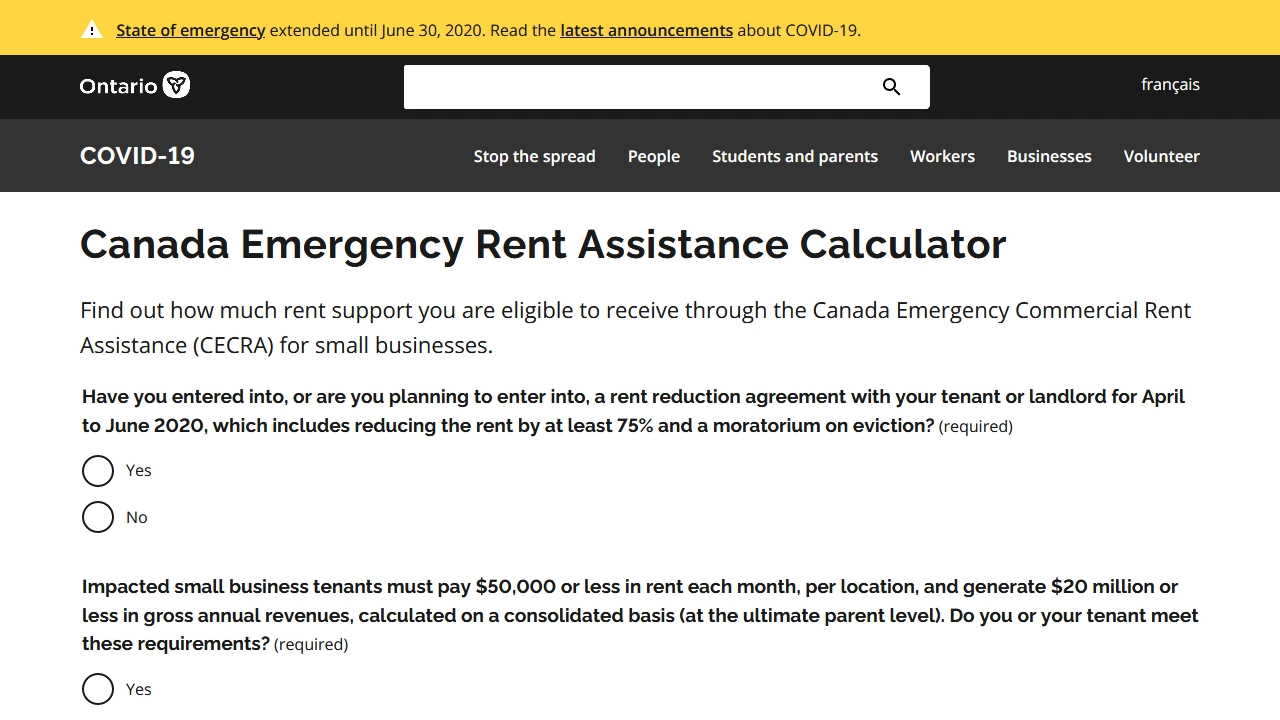 State of emergency extended until June 30, 2020. Read the latest announcements about COVID-19.
Ontario
français
COVID-19
Stop the spread
People
Students and parents
Workers
Businesses
Volunteer
Canada Emergency Rent Assistance Calculator
Find out how much rent support you are eligible to receive through the Canada Emergency Commercial Rent
Assistance (CECRA) for small businesses.
Have you entered into, or are you planning to enter into, a rent reduction agreement with your tenant or landlord for April
to June 2020, which includes reducing the rent by at least 75% and a moratorium on eviction? (required)
Yes
No
Impacted small business tenants must pay $50,000 or less in rent each month, per location, and generate $20 million or
less in gross annual revenues, calculated on a consolidated basis (at the ultimate parent level). Do you or your tenant meet
these requirements? (required)
Yes